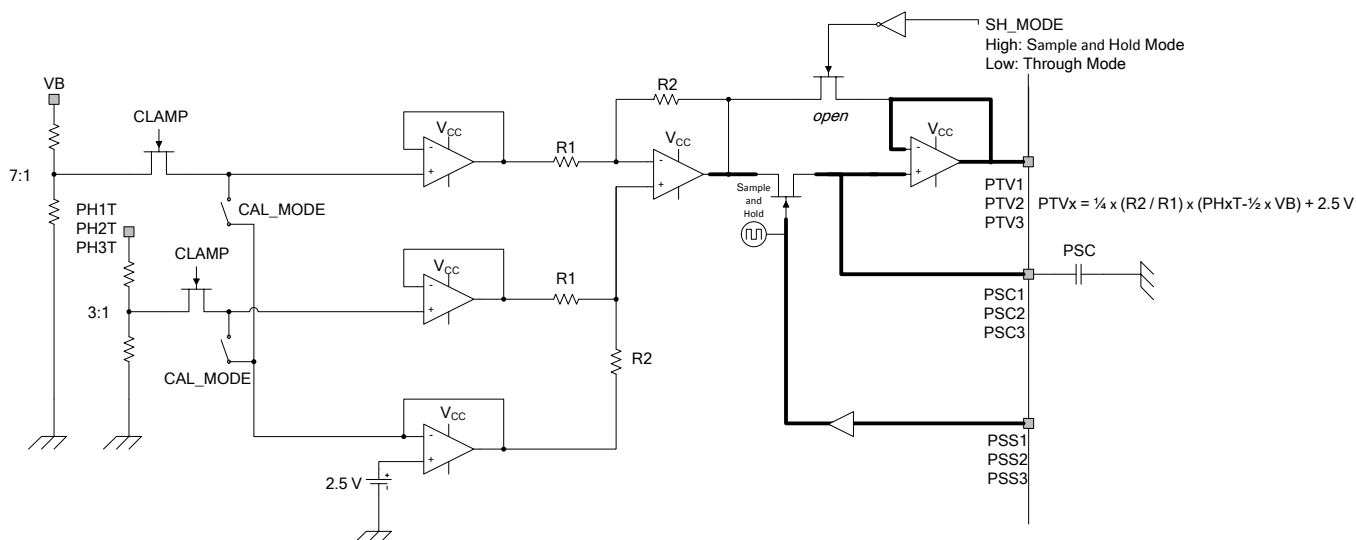 SH_MODE
High: Sample and Hold Mode
Low: Through Mode
VB
CLAMP
R2
open
VCC
VCC
R1
VCC
7:1
Sample
and
Hold
CAL_MODE
PH1T
PH2T
PH3T
PTV1
PTV2
PTV3
PTVx = ¼ x (R2 / R1) x (PHxT-½ x VB) + 2.5 V
CLAMP
VCC
R1
PSC
3:1
PSC1
PSC2
PSC3
R2
CAL_MODE
VCC
2.5 V
+
-
PSS1
PSS2
PSS3
-
+
-
+
-
+
-
+
-
+